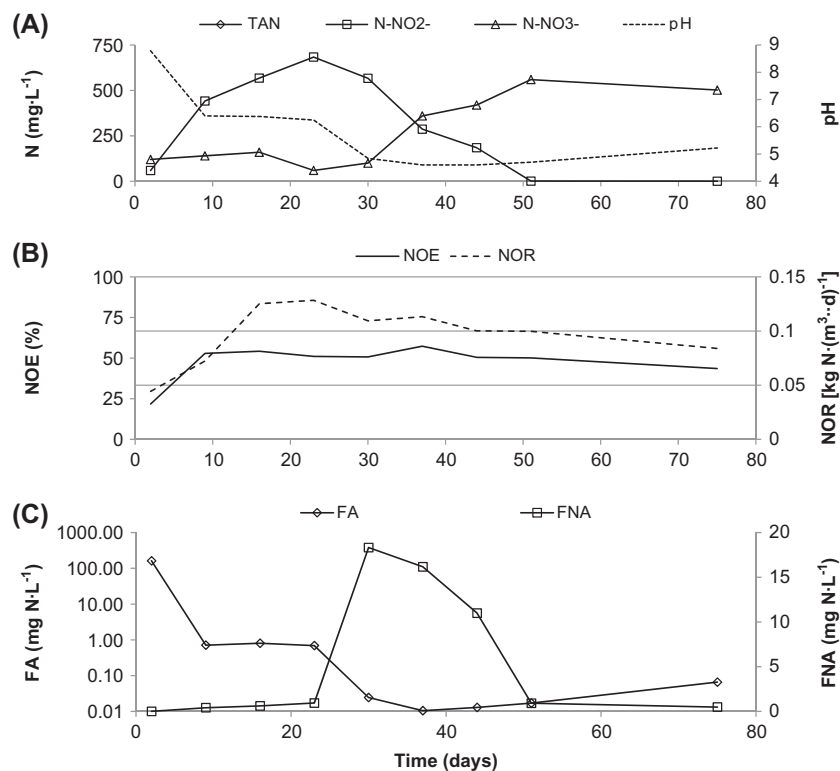 (A)
TAN N-NO2- N-NO3- pH
N (mg·L-1)
750
500
250
0
9
8
7
6
5
4
pH
0 10 20 30 40 50 60 70 80
(B)
NOE NOR
NOE (%)
100
75
50
25
0
0.15
0.1
0.05
0
NOR [kg N·(m3··d)-1]
0 10 20 30 40 50 60 70 80
(C)
FA FNA
FA (mg N·L-1)
1000.00
100.00
10.00
1.00
0.10
0.01
20
15
10
5
0
FNA (mg N·L-1)
0 20 40 60 80
Time (days)